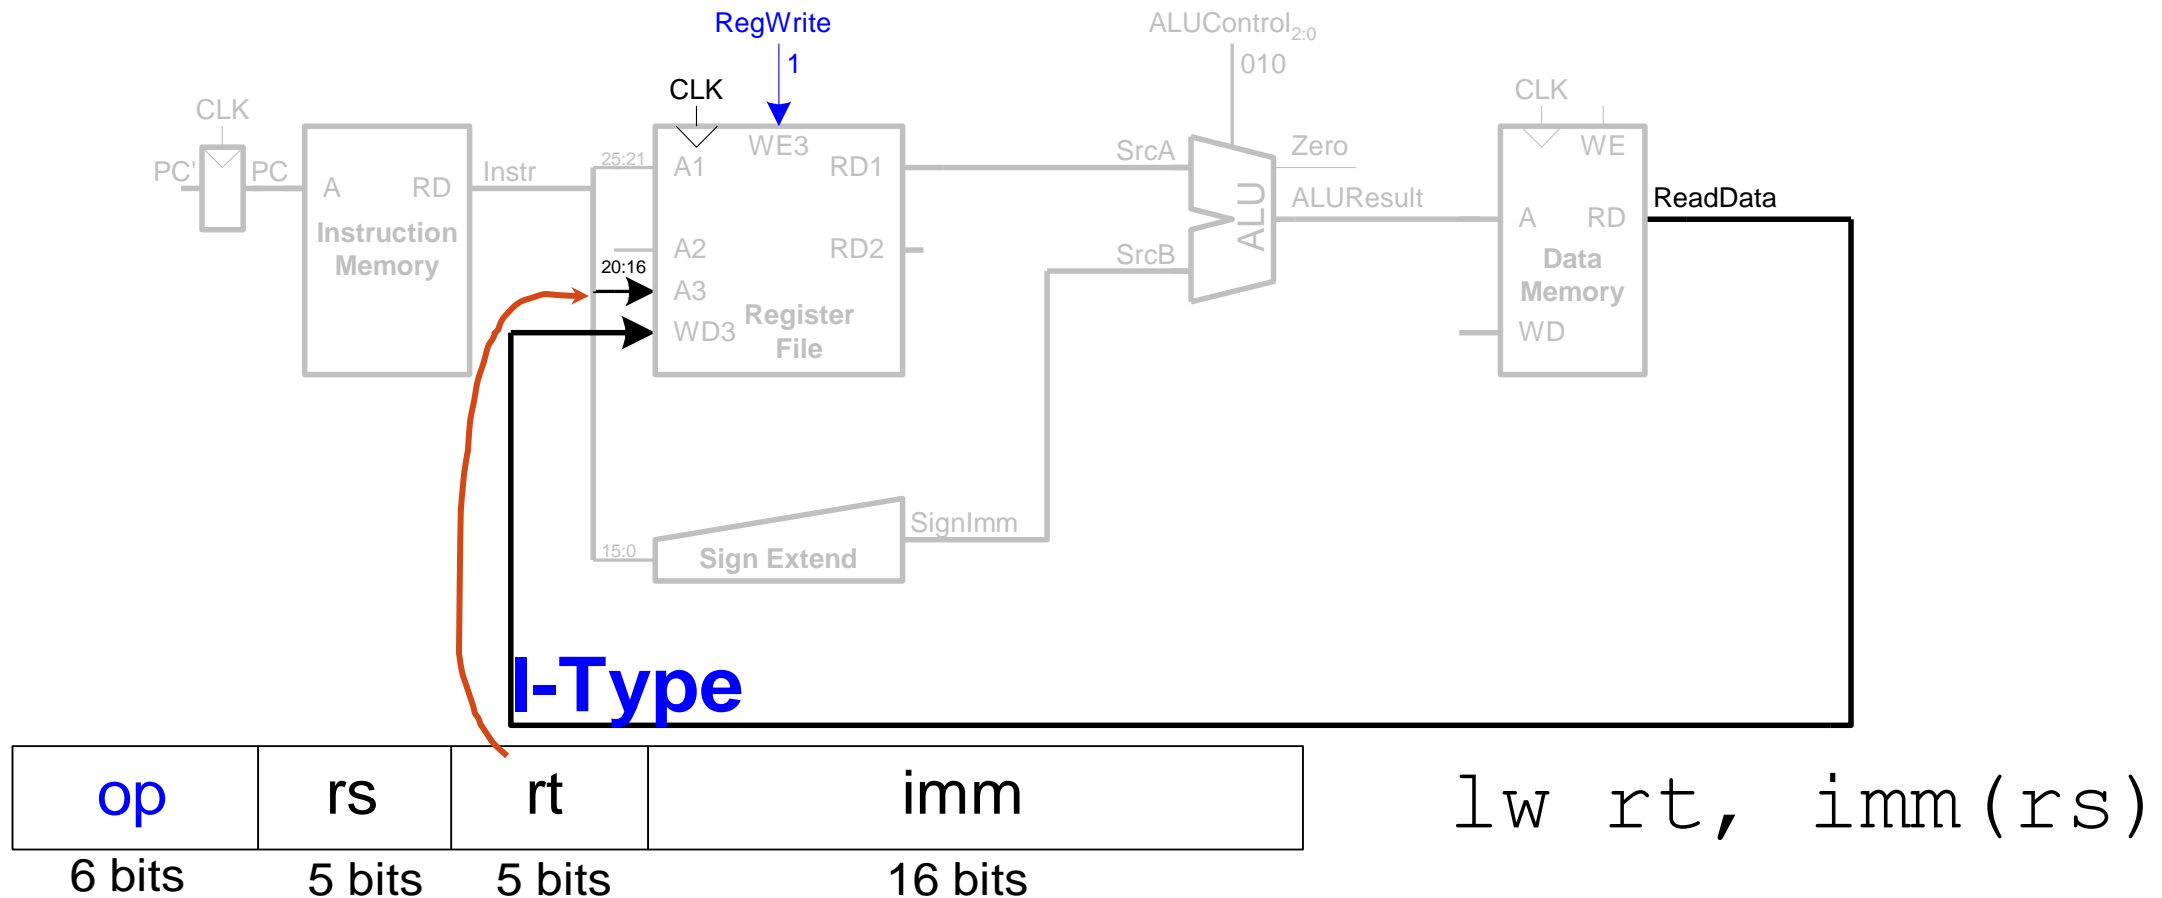 RegWrite
1
ALUControl2:0
010
CLK
CLK
CLK
PC'
PC
A
RD
Instruction
Memory
Instr
25:21
A1
WE3
RD1
A2
RD2
20:16
A3
WD3
Register
File
SrcA
SrcB
ALU
Zero
ALUResult
WE
A
RD
Data
Memory
WD
ReadData
15:0
Sign Extend
SignImm
I-Type
op
rs
rt
imm
lw rt, imm(rs)
6 bits
5 bits
5 bits
16 bits